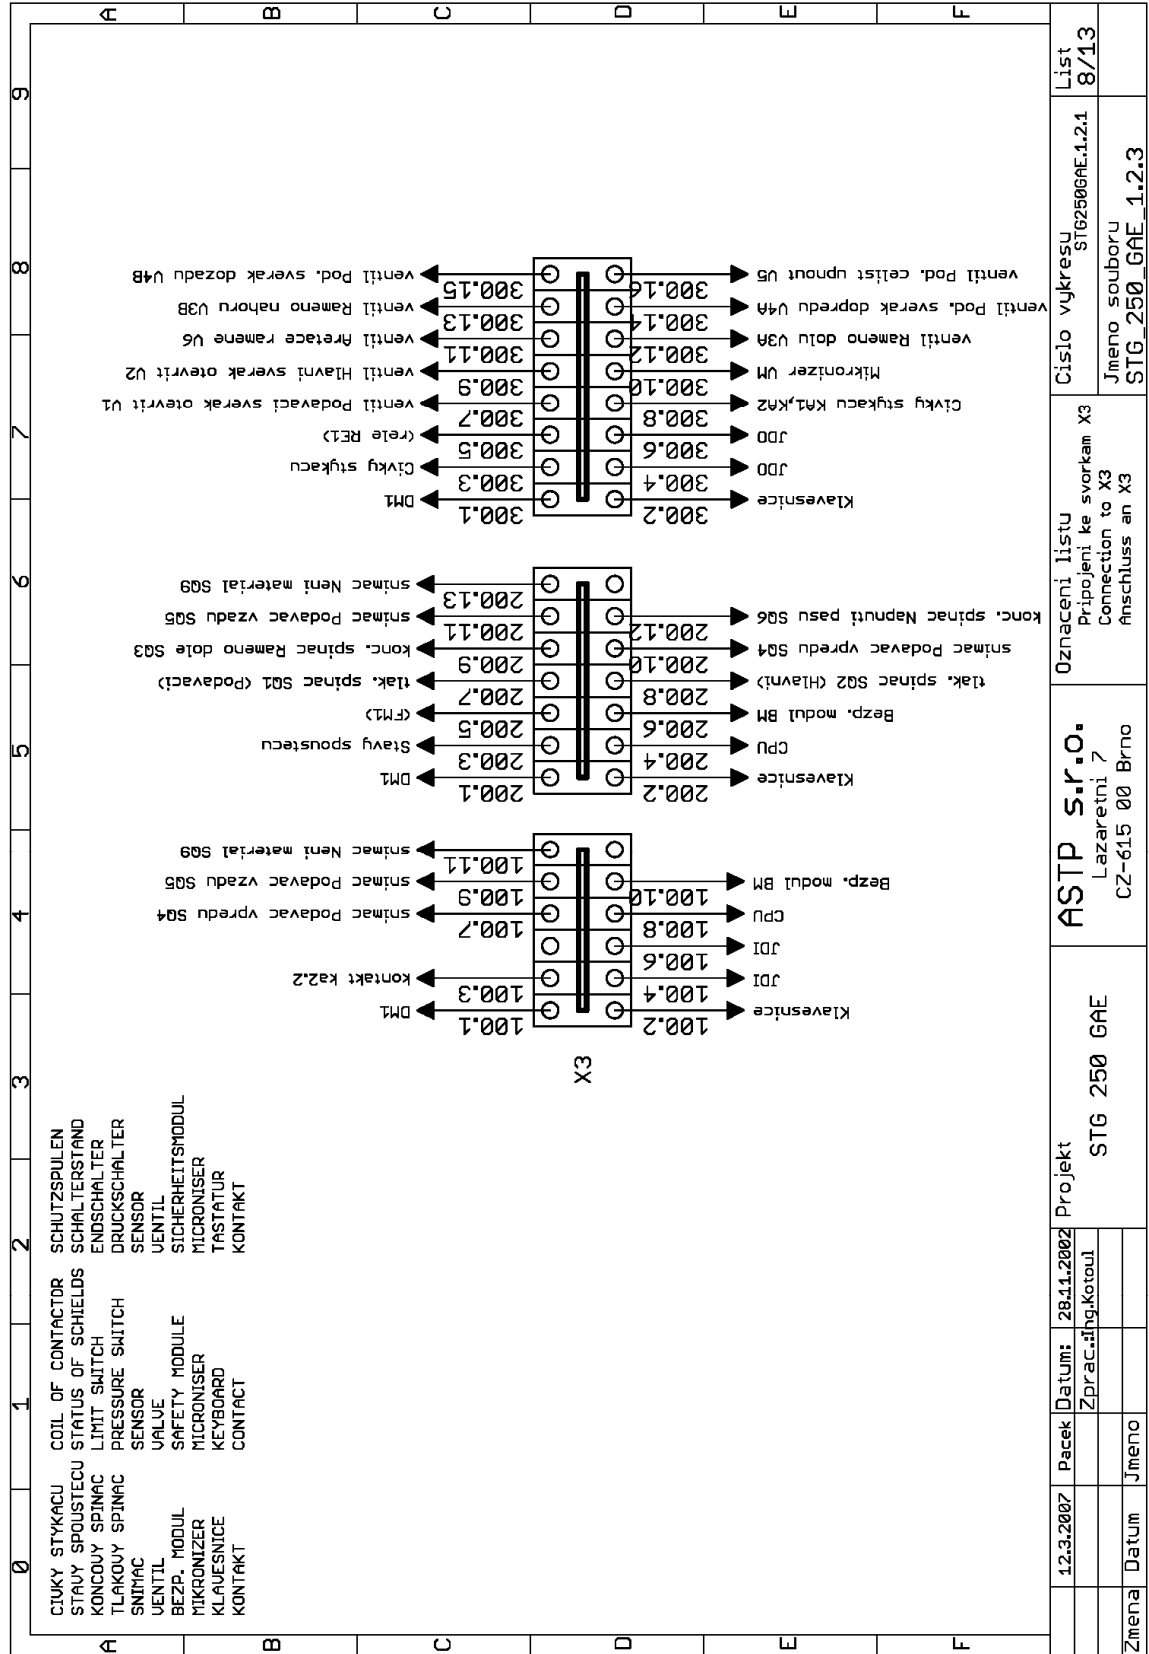 0 1 2 3 4 5 6 7 8 9
A
B
C
D
E
F
A
B
C
D
E
F
CIVKY STYKACU COIL OF CONTACTOR SCHUTZSPULEN
STAVY SPOUSTECU STATUS OF SCHIELDS SCHALTERSTAND
KONCOVY SPINAC LIMIT SWITCH ENDSCHALTER
TLAKOVY SPINAC PRESSURE SWITCH DRUCKSCHALTER
SNIMAC SENSOR SENSOR
VENTIL VALVE VENTIL
BEZP. MODUL SAFETY MODULE SICHERHEITSMODUL
MIKRONIZER MICRONISER MICRONISER
KLAVESNICE KEYBOARD TASTATUR
KONTAKT CONTACT KONTAKT
X3
DM1 100.1
kontakt ka2.2 100.3
snimac Podavac vpredu SQ4 100.7
snimac Podavac vzadu SQ5 100.9
snimac Neni material SQ9 100.11
100.2 Klavesnice
100.4 JDI
100.6 JDI
100.8 CPU
100.10 Bezp. modul BM
DM1 200.1
Stavy spoustecu 200.3
(FM1) 200.5
tlak. spinac SQ1 (Podavaci) 200.7
konc. spinac Rameno dole SQ3 200.9
snimac Podavac vzadu SQ5 200.11
snimac Neni material SQ9 200.13
200.2 Klavesnice
200.4 CPU
200.6 Bezp. modul BM
200.8 tlak. spinac SQ2 (Hlavni)
200.10 snimac Podavac vpredu SQ4
200.12 konc. spinac Napnuti pasu SQ6
DM1 300.1
Civky stykacu 300.3
(rele RE1) 300.5
ventil Podavaci sverak otevrit V1 300.7
ventil Hlavni sverak otevrit V2 300.9
ventil Aretace ramene V6 300.11
ventil Rameno nahoru V3B 300.13
ventil Pod. sverak dozadu V4B 300.15
300.2 Klavesnice
300.4 JDO
300.6 JDO
300.8 Civky stykacu KA1,KA2
300.10 Mikronizer VM
300.12 ventil Rameno dolu V3A
300.14 ventil Pod. sverak dopredu V4A
300.16 ventil Pod. celist upnout V5
12.3.2007 Pacek
Zmena Datum Jmeno
Datum: 28.11.2002
Zprac.:Ing.Kotoul
Projekt
STG 250 GAE
ASTP s.r.o.
Lazaretni 7
CZ-615 00 Brno
Oznaceni listu
Pripojeni ke svorkam X3
Connection to X3
Anschluss an X3
Cislo vykresu
STG250GAE.1.2.1
Jmeno souboru
STG_250_GAE_1.2.3
List
8/13